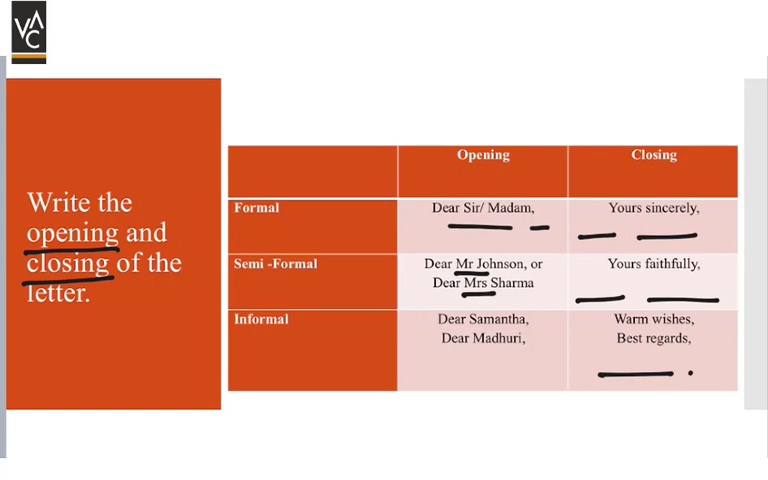 VAC
Write the
opening and
closing of the
letter.
Opening Closing
Formal Dear Sir/ Madam, Yours sincerely,
Semi -Formal Dear Mr Johnson, or Yours faithfully,
Dear Mrs Sharma
Informal Dear Samantha, Warm wishes,
Dear Madhuri, Best regards,